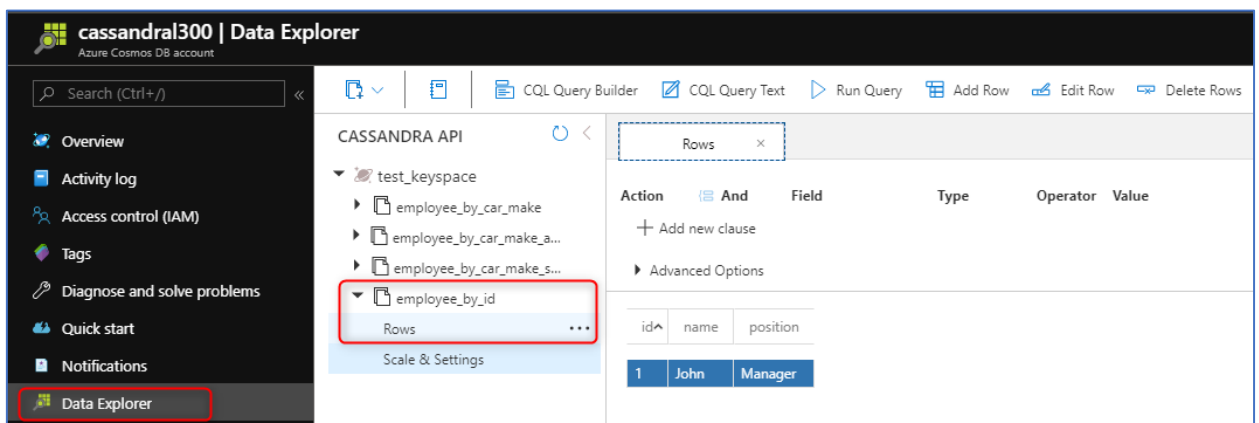 cassandral300 | Data Explorer
Azure Cosmos DB account
Search (Ctrl+/)
Overview
Activity log
Access control (IAM)
Tags
Diagnose and solve problems
Quick start
Notifications
Data Explorer
CQL Query Builder CQL Query Text Run Query Add Row Edit Row Delete Rows
CASSANDRA API
test_keyspace
employee_by_car_make
employee_by_car_make_a...
employee_by_car_make_s...
employee_by_id
Rows ...
Scale & Settings
Rows
Action And Field Type Operator Value
Add new clause
Advanced Options
id name position
1 John Manager